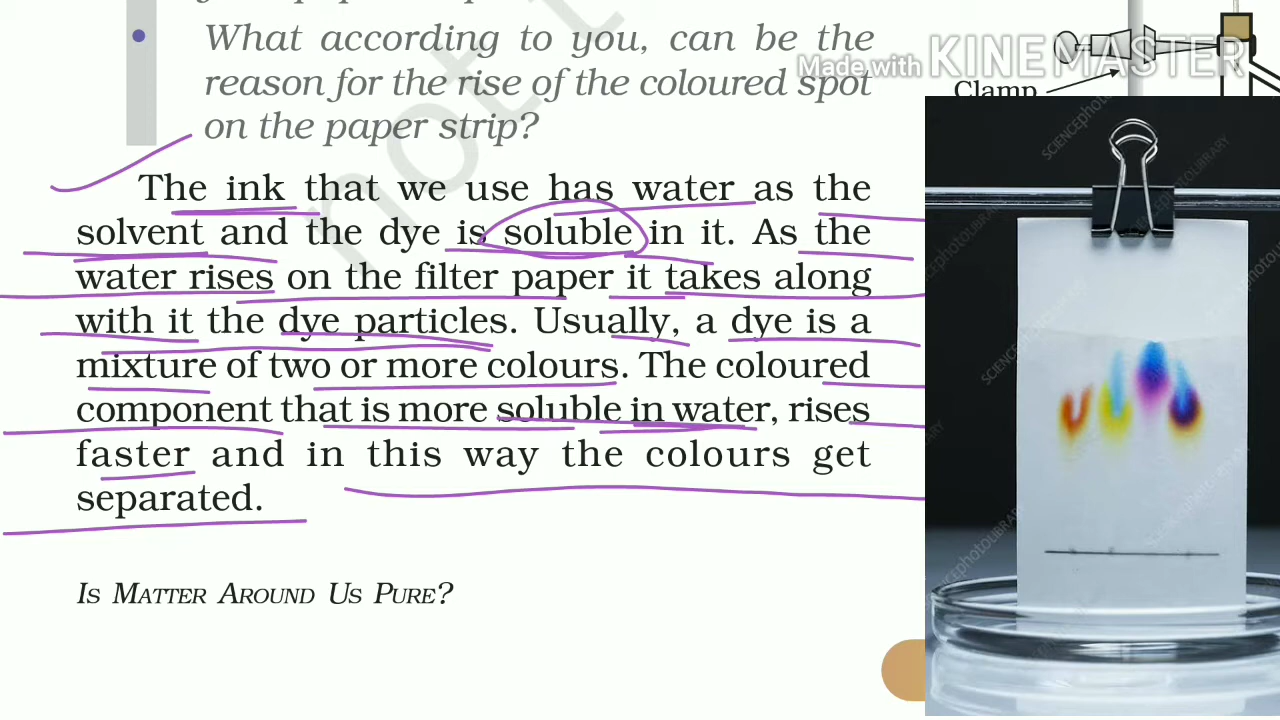 • What according to you, can be the
reason for the rise of the coloured spot
on the paper strip?
The ink that we use has water as the
solvent and the dye is soluble in it. As the
water rises on the filter paper it takes along
with it the dye particles. Usually, a dye is a
mixture of two or more colours. The coloured
component that is more soluble in water, rises
faster and in this way the colours get
separated.
IS MATTER AROUND US PURE?
Made with KINEMASTER
Clamp
not
SCIENCEphotoLIBRARY
SCIENCEphotoLIBRARY